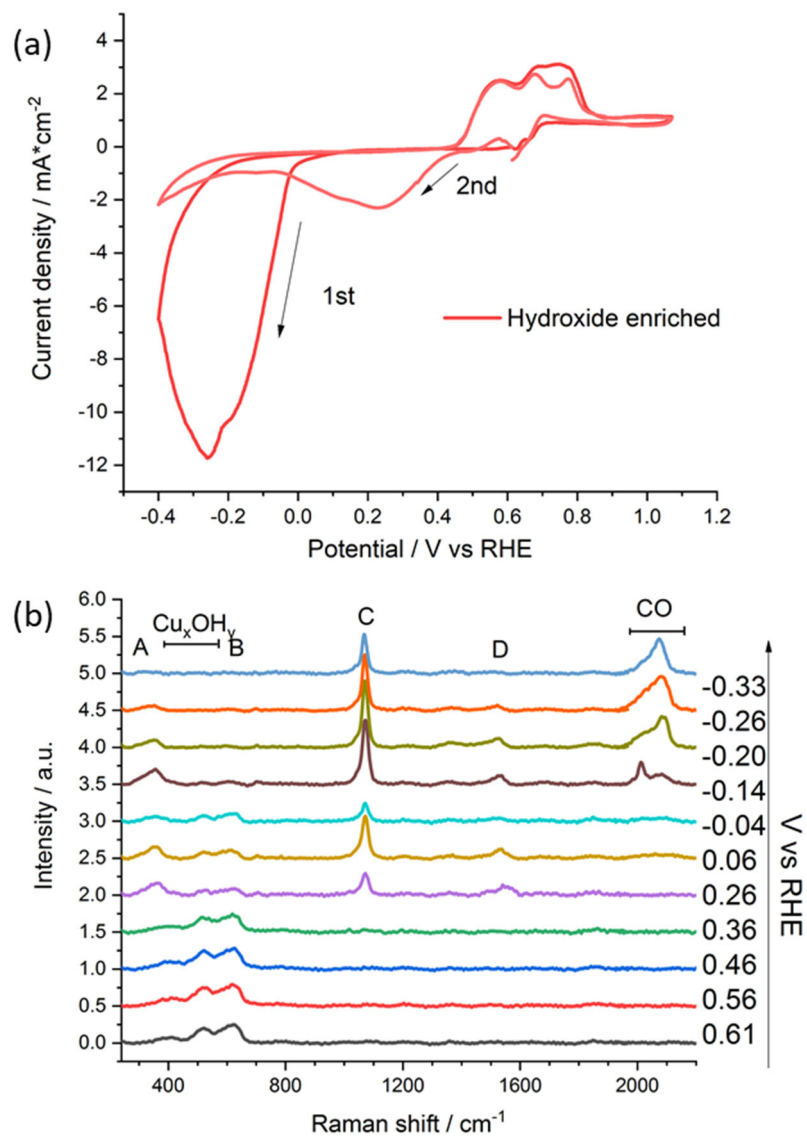 (a)
4
2
0
-2
-4
-6
-8
-10
-12
Current density / mA*cm⁻²
2nd
1st
Hydroxide enriched
-0.4 -0.2 0.0 0.2 0.4 0.6 0.8 1.0 1.2
Potential / V vs RHE
(b)
6.0
5.5
5.0
4.5
4.0
3.5
3.0
2.5
2.0
1.5
1.0
0.5
0.0
Intensity / a.u.
CuₓOHᵧ
A B C D CO
-0.33
-0.26
-0.20
-0.14
-0.04
0.06
0.26
0.36
0.46
0.56
0.61
V vs RHE
400 800 1200 1600 2000
Raman shift / cm⁻¹